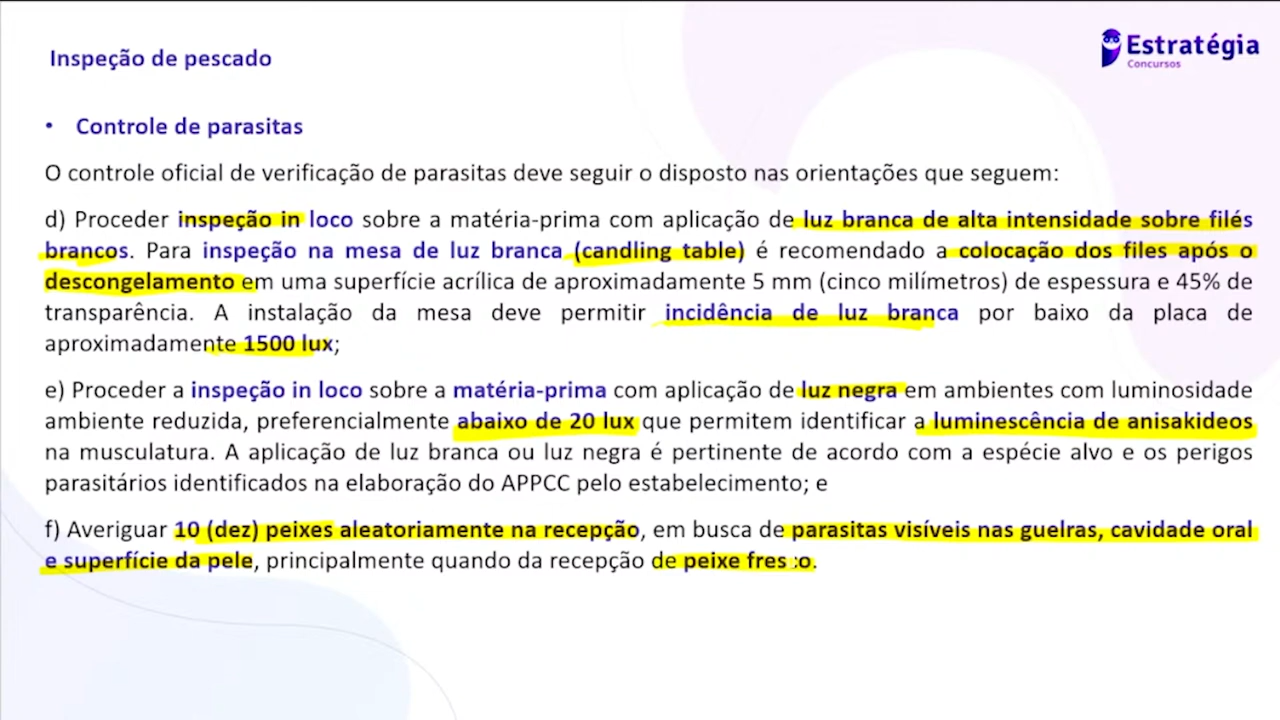 Inspeção de pescado
Estratégia
Concursos
• Controle de parasitas
O controle oficial de verificação de parasitas deve seguir o disposto nas orientações que seguem:
d) Proceder inspeção in loco sobre a matéria-prima com aplicação de luz branca de alta intensidade sobre filés
brancos. Para inspeção na mesa de luz branca (candling table) é recomendado a colocação dos files após o
descongelamento em uma superfície acrílica de aproximadamente 5 mm (cinco milímetros) de espessura e 45% de
transparência. A instalação da mesa deve permitir incidência de luz branca por baixo da placa de
aproximadamente 1500 lux;
e) Proceder a inspeção in loco sobre a matéria-prima com aplicação de luz negra em ambientes com luminosidade
ambiente reduzida, preferencialmente abaixo de 20 lux que permitem identificar a luminescência de anisakideos
na musculatura. A aplicação de luz branca ou luz negra é pertinente de acordo com a espécie alvo e os perigos
parasitários identificados na elaboração do APPCC pelo estabelecimento; e
f) Averiguar 10 (dez) peixes aleatoriamente na recepção, em busca de parasitas visíveis nas guelras, cavidade oral
e superfície da pele, principalmente quando da recepção de peixe fresco.